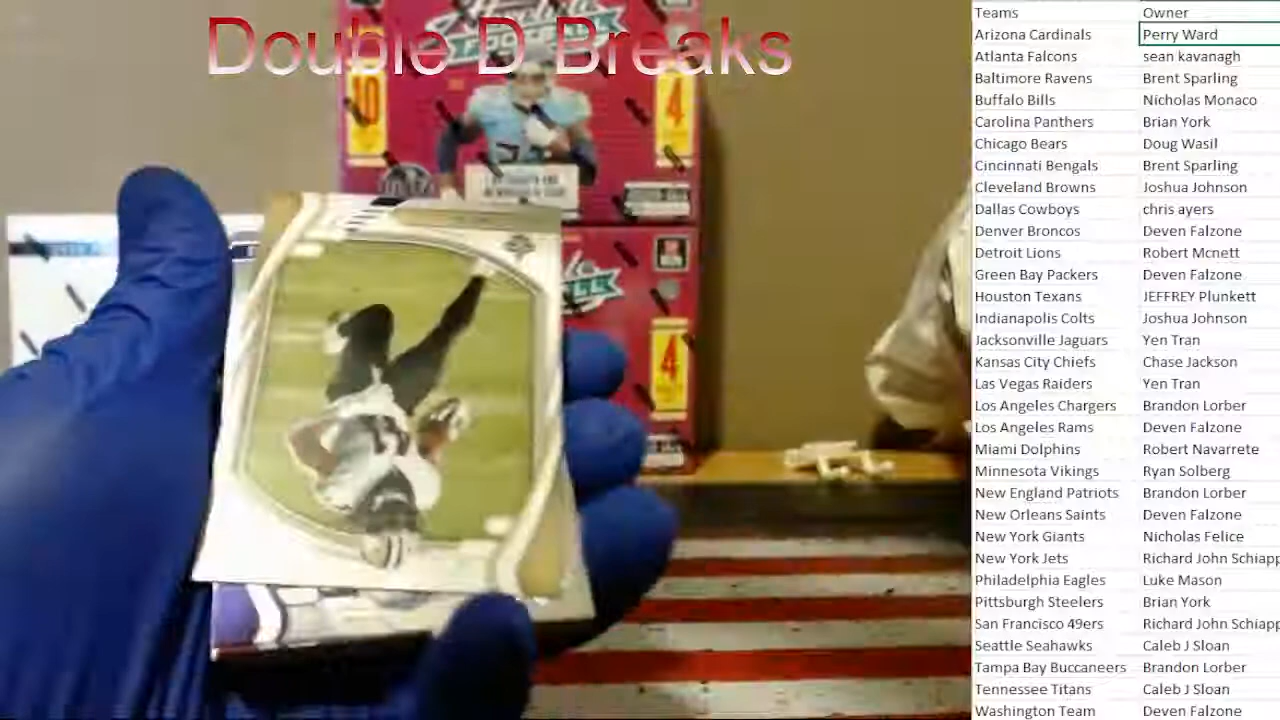 Double D Breaks
Absolute
FOOTBALL
10
4
4
Teams Owner
Arizona Cardinals Perry Ward
Atlanta Falcons sean kavanagh
Baltimore Ravens Brent Sparling
Buffalo Bills Nicholas Monaco
Carolina Panthers Brian York
Chicago Bears Doug Wasil
Cincinnati Bengals Brent Sparling
Cleveland Browns Joshua Johnson
Dallas Cowboys chris ayers
Denver Broncos Deven Falzone
Detroit Lions Robert Mcnett
Green Bay Packers Deven Falzone
Houston Texans JEFFREY Plunkett
Indianapolis Colts Joshua Johnson
Jacksonville Jaguars Yen Tran
Kansas City Chiefs Chase Jackson
Las Vegas Raiders Yen Tran
Los Angeles Chargers Brandon Lorber
Los Angeles Rams Deven Falzone
Miami Dolphins Robert Navarrete
Minnesota Vikings Ryan Solberg
New England Patriots Brandon Lorber
New Orleans Saints Deven Falzone
New York Giants Nicholas Felice
New York Jets Richard John Schiapp
Philadelphia Eagles Luke Mason
Pittsburgh Steelers Brian York
San Francisco 49ers Richard John Schiapp
Seattle Seahawks Caleb J Sloan
Tampa Bay Buccaneers Brandon Lorber
Tennessee Titans Caleb J Sloan
Washington Team Deven Falzone